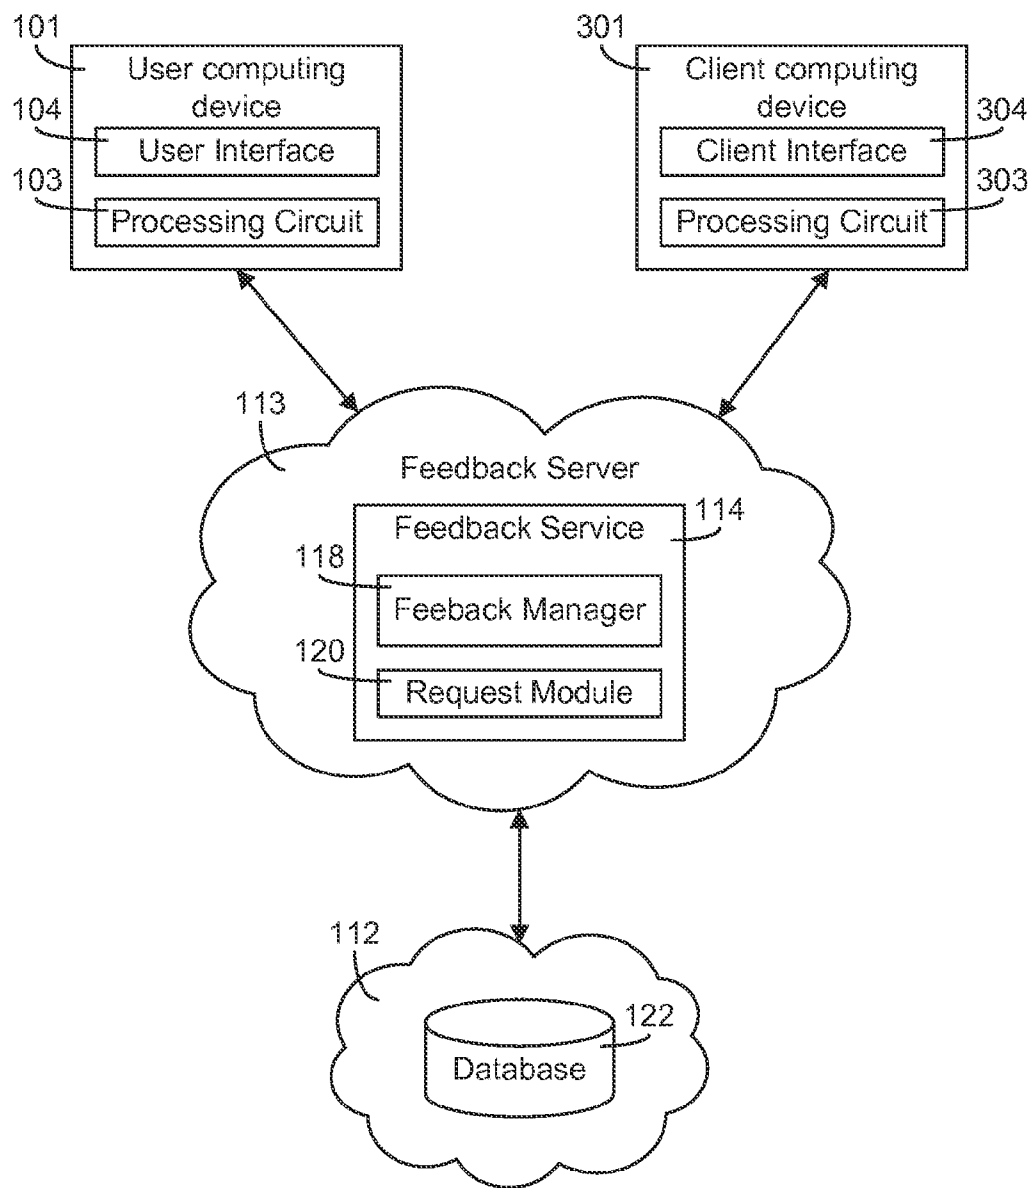 101
User computing
device
104
User Interface
103
Processing Circuit
301
Client computing
device
304
Client Interface
303
Processing Circuit
113
Feedback Server
Feedback Service
114
118
Feeback Manager
120
Request Module
112
122
Database